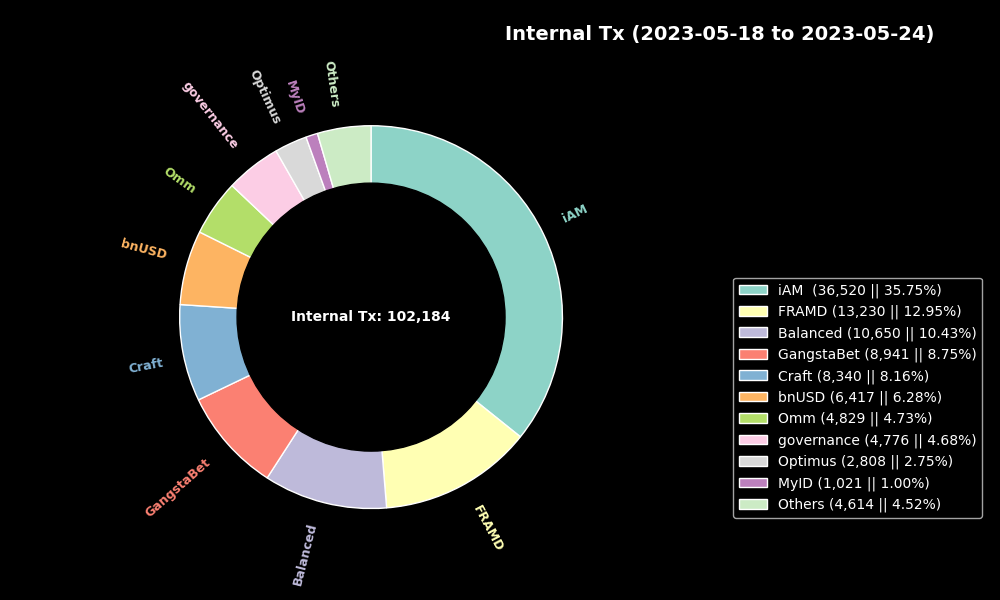 Internal Tx (2023-05-18 to 2023-05-24)
Others
MyID
Optimus
governance
Omm
bnUSD
Craft
GangstaBet
Balanced
FRAMD
iAM
Internal Tx: 102,184
iAM  (36,520 || 35.75%)
FRAMD (13,230 || 12.95%)
Balanced (10,650 || 10.43%)
GangstaBet (8,941 || 8.75%)
Craft (8,340 || 8.16%)
bnUSD (6,417 || 6.28%)
Omm (4,829 || 4.73%)
governance (4,776 || 4.68%)
Optimus (2,808 || 2.75%)
MyID (1,021 || 1.00%)
Others (4,614 || 4.52%)